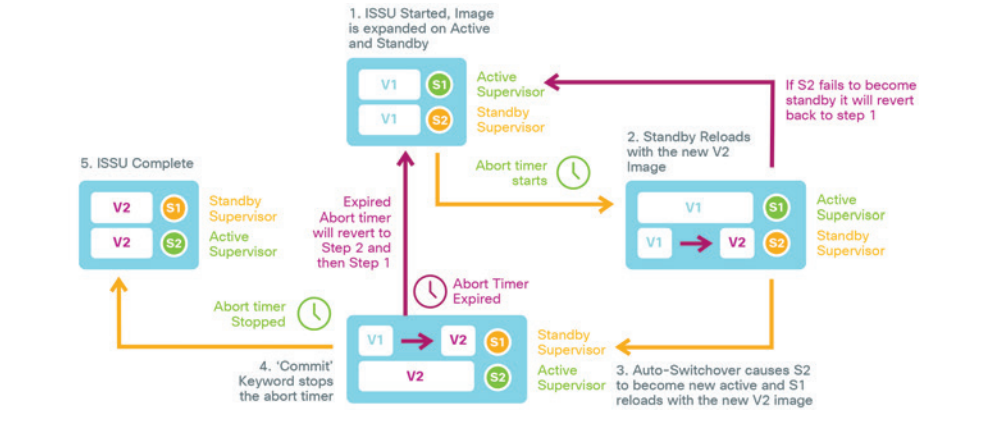 1. ISSU Started, Image
is expanded on Active
and Standby
V1
S1
Active
Supervisor
V1
S2
Standby
Supervisor
If S2 fails to become
standby it will revert
back to step 1
Abort timer
starts
2. Standby Reloads
with the new V2
Image
V1
S1
Active
Supervisor
V1
V2
S2
Standby
Supervisor
5. ISSU Complete
V2
S1
Standby
Supervisor
V2
S2
Active
Supervisor
Expired
Abort timer
will revert to
Step 2 and
then Step 1
Abort Timer
Expired
Abort timer
Stopped
V1
V2
S1
Standby
Supervisor
V2
S2
Active
Supervisor
4. ‘Commit’
Keyword stops
the abort timer
3. Auto-Switchover causes S2
to become new active and S1
reloads with the new V2 image